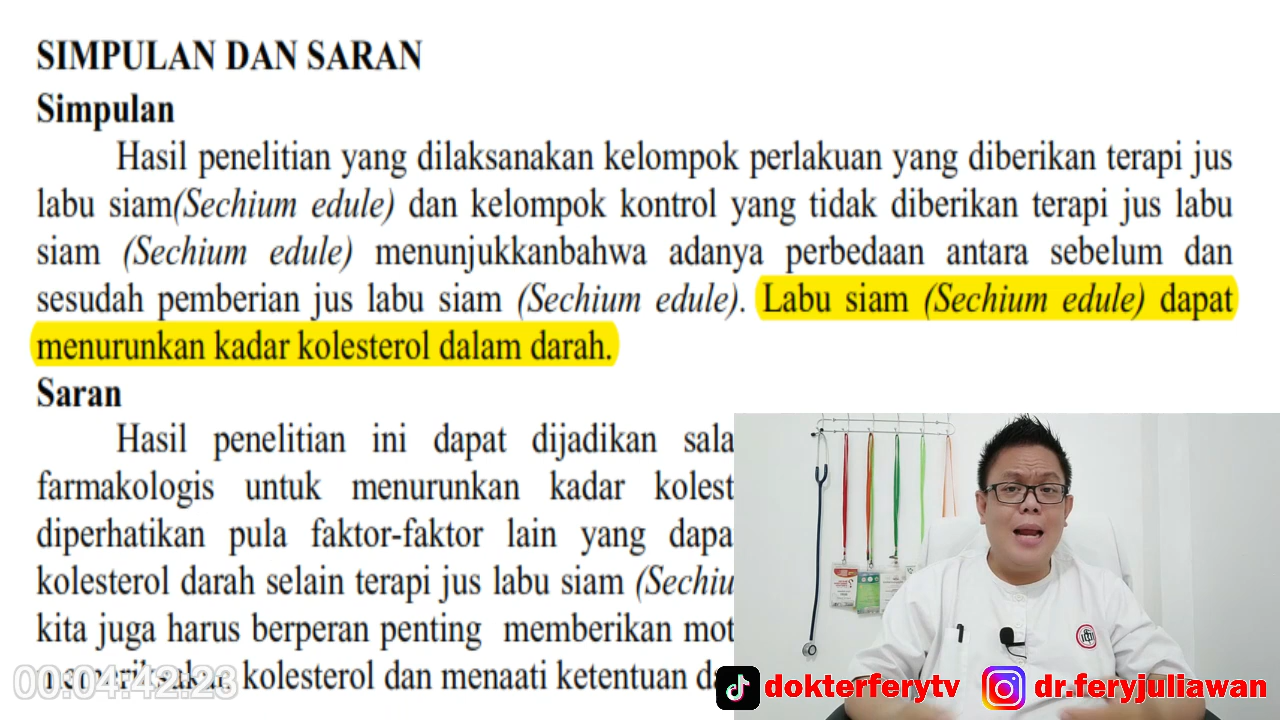 SIMPULAN DAN SARAN
Simpulan
Hasil penelitian yang dilaksanakan kelompok perlakuan yang diberikan terapi jus
labu siam(Sechium edule) dan kelompok kontrol yang tidak diberikan terapi jus labu
siam (Sechium edule) menunjukkanbahwa adanya perbedaan antara sebelum dan
sesudah pemberian jus labu siam (Sechium edule). Labu siam (Sechium edule) dapat
menurunkan kadar kolesterol dalam darah.
Saran
Hasil penelitian ini dapat dijadikan sala
farmakologis untuk menurunkan kadar kolest
diperhatikan pula faktor-faktor lain yang dapa
kolesterol darah selain terapi jus labu siam (Sechiu
kita juga harus berperan penting memberikan mot
kolesterol dan menaati ketentuan da
00:04:42:23
dokterferytv
dr.feryjuliawan